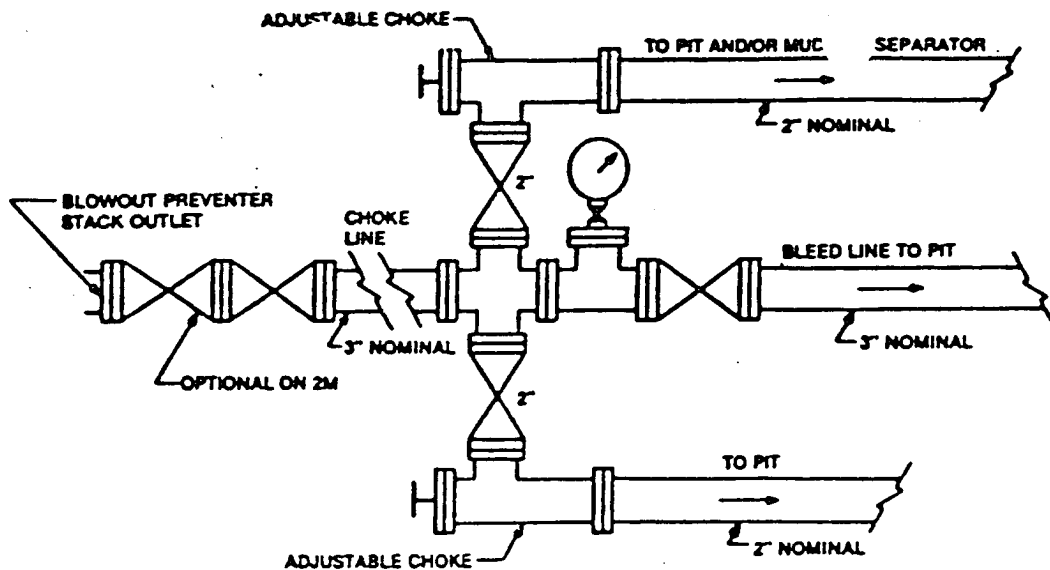 ADJUSTABLE CHOKE
TO PIT AND/OR MUC SEPARATOR
2" NOMINAL
2"
BLOWOUT PREVENTER
STACK OUTLET
CHOKE
LINE
BLEED LINE TO PIT
3" NOMINAL
3" NOMINAL
OPTIONAL ON 2M
2"
TO PIT
2" NOMINAL
ADJUSTABLE CHOKE